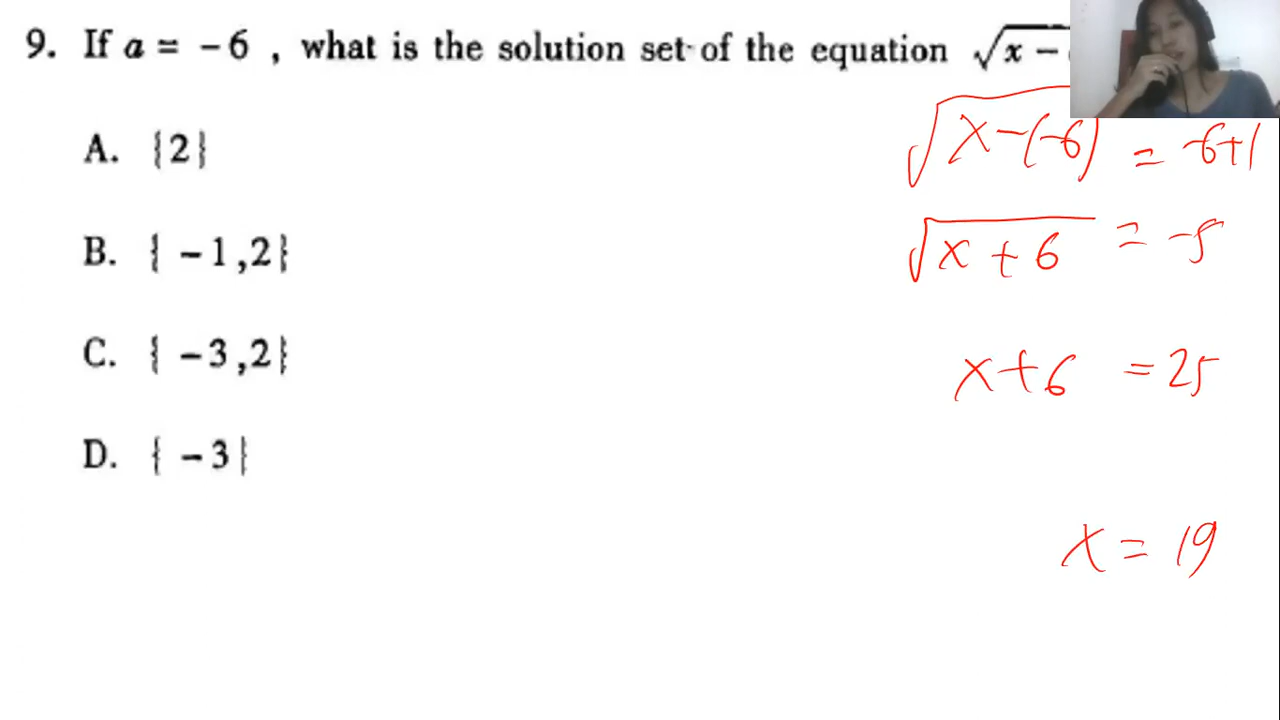 9. If a = -6 , what is the solution set of the equation √x -
√x-(-6) = -6+1
A. {2}
√x + 6 = -5
B. { -1 ,2}
C. { -3 ,2}
x+6 = 25
D. { -3}
x = 19